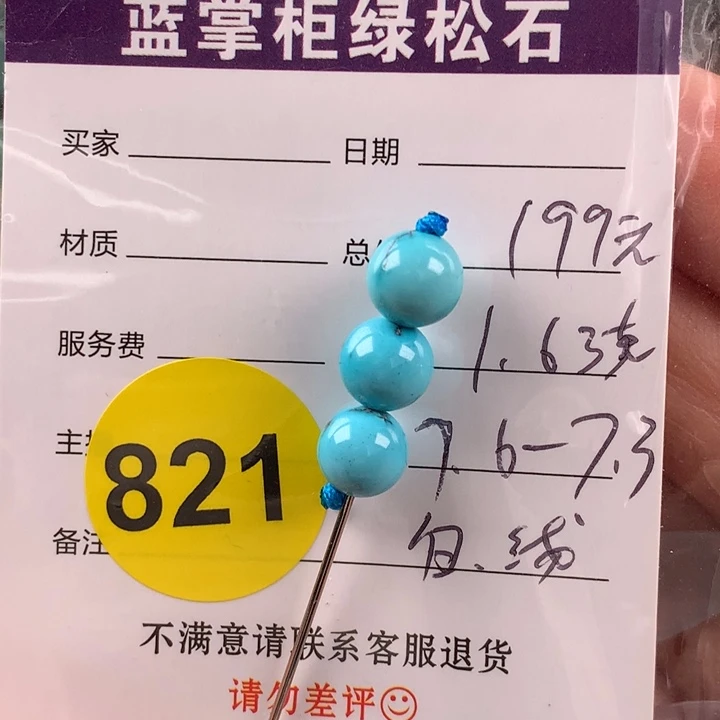 蓝掌柜绿松石
买家 日期
材质 总 199元
服务费 1.63克
主 7.6-7.3
备注 白.线
821
不满意请联系客服退货
请勿差评